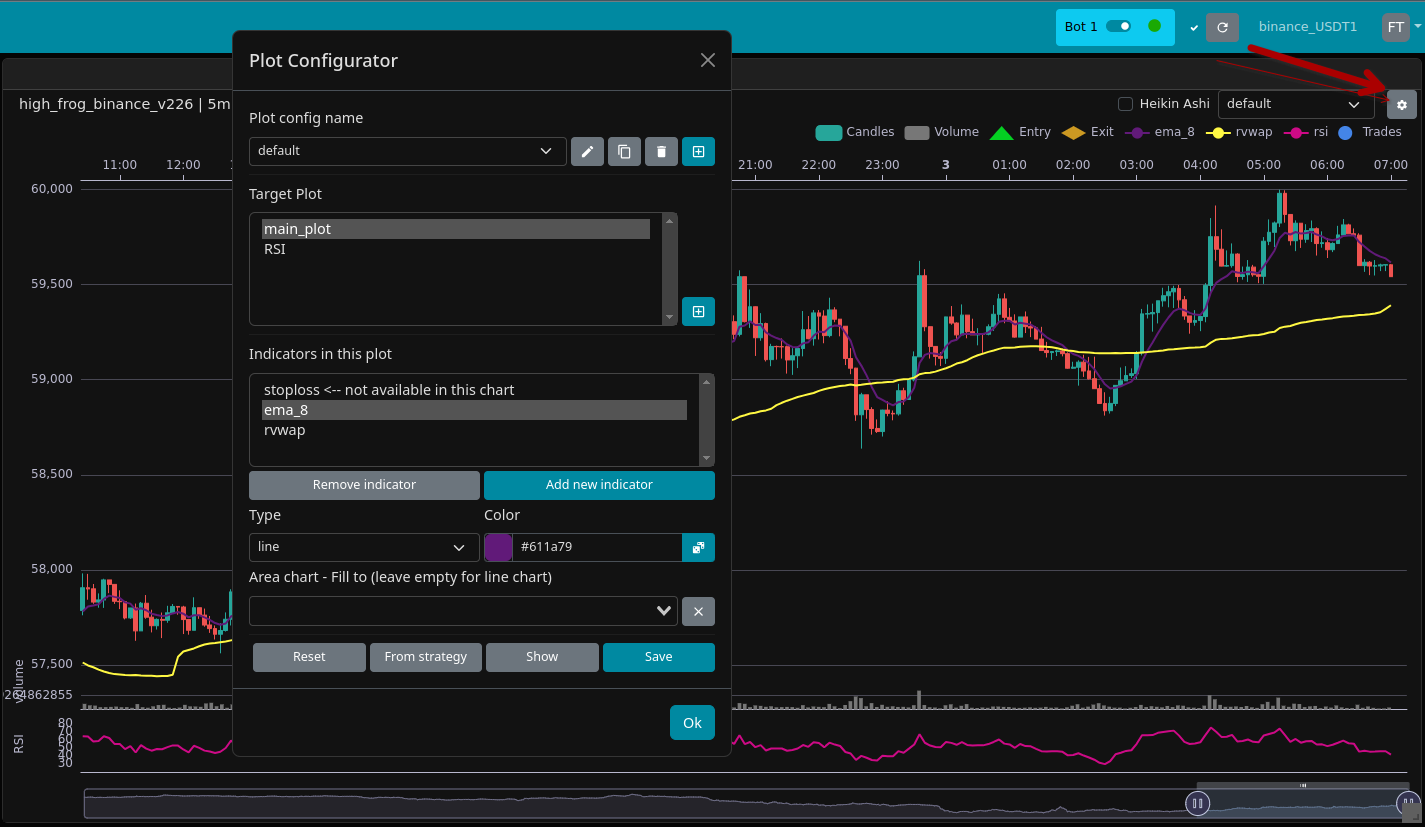 Bot 1
binance_USDT1
FT
Plot Configurator
high_frog_binance_v226 | 5m
Heikin Ashi
default
Candles Volume Entry Exit ema_8 rvwap rsi Trades
Plot config name
default
11:00 12:00
21:00 22:00 23:00 3 01:00 02:00 03:00 04:00 05:00 06:00 07:00
60,000
59,500
59,000
58,500
58,000
57,500
Target Plot
main_plot
RSI
Indicators in this plot
stoploss <-- not available in this chart
ema_8
rvwap
Remove indicator
Add new indicator
Type
Color
line
#611a79
Area chart - Fill to (leave empty for line chart)
Reset
From strategy
Show
Save
Ok
volume
RSI
80
70
60
50
40
30